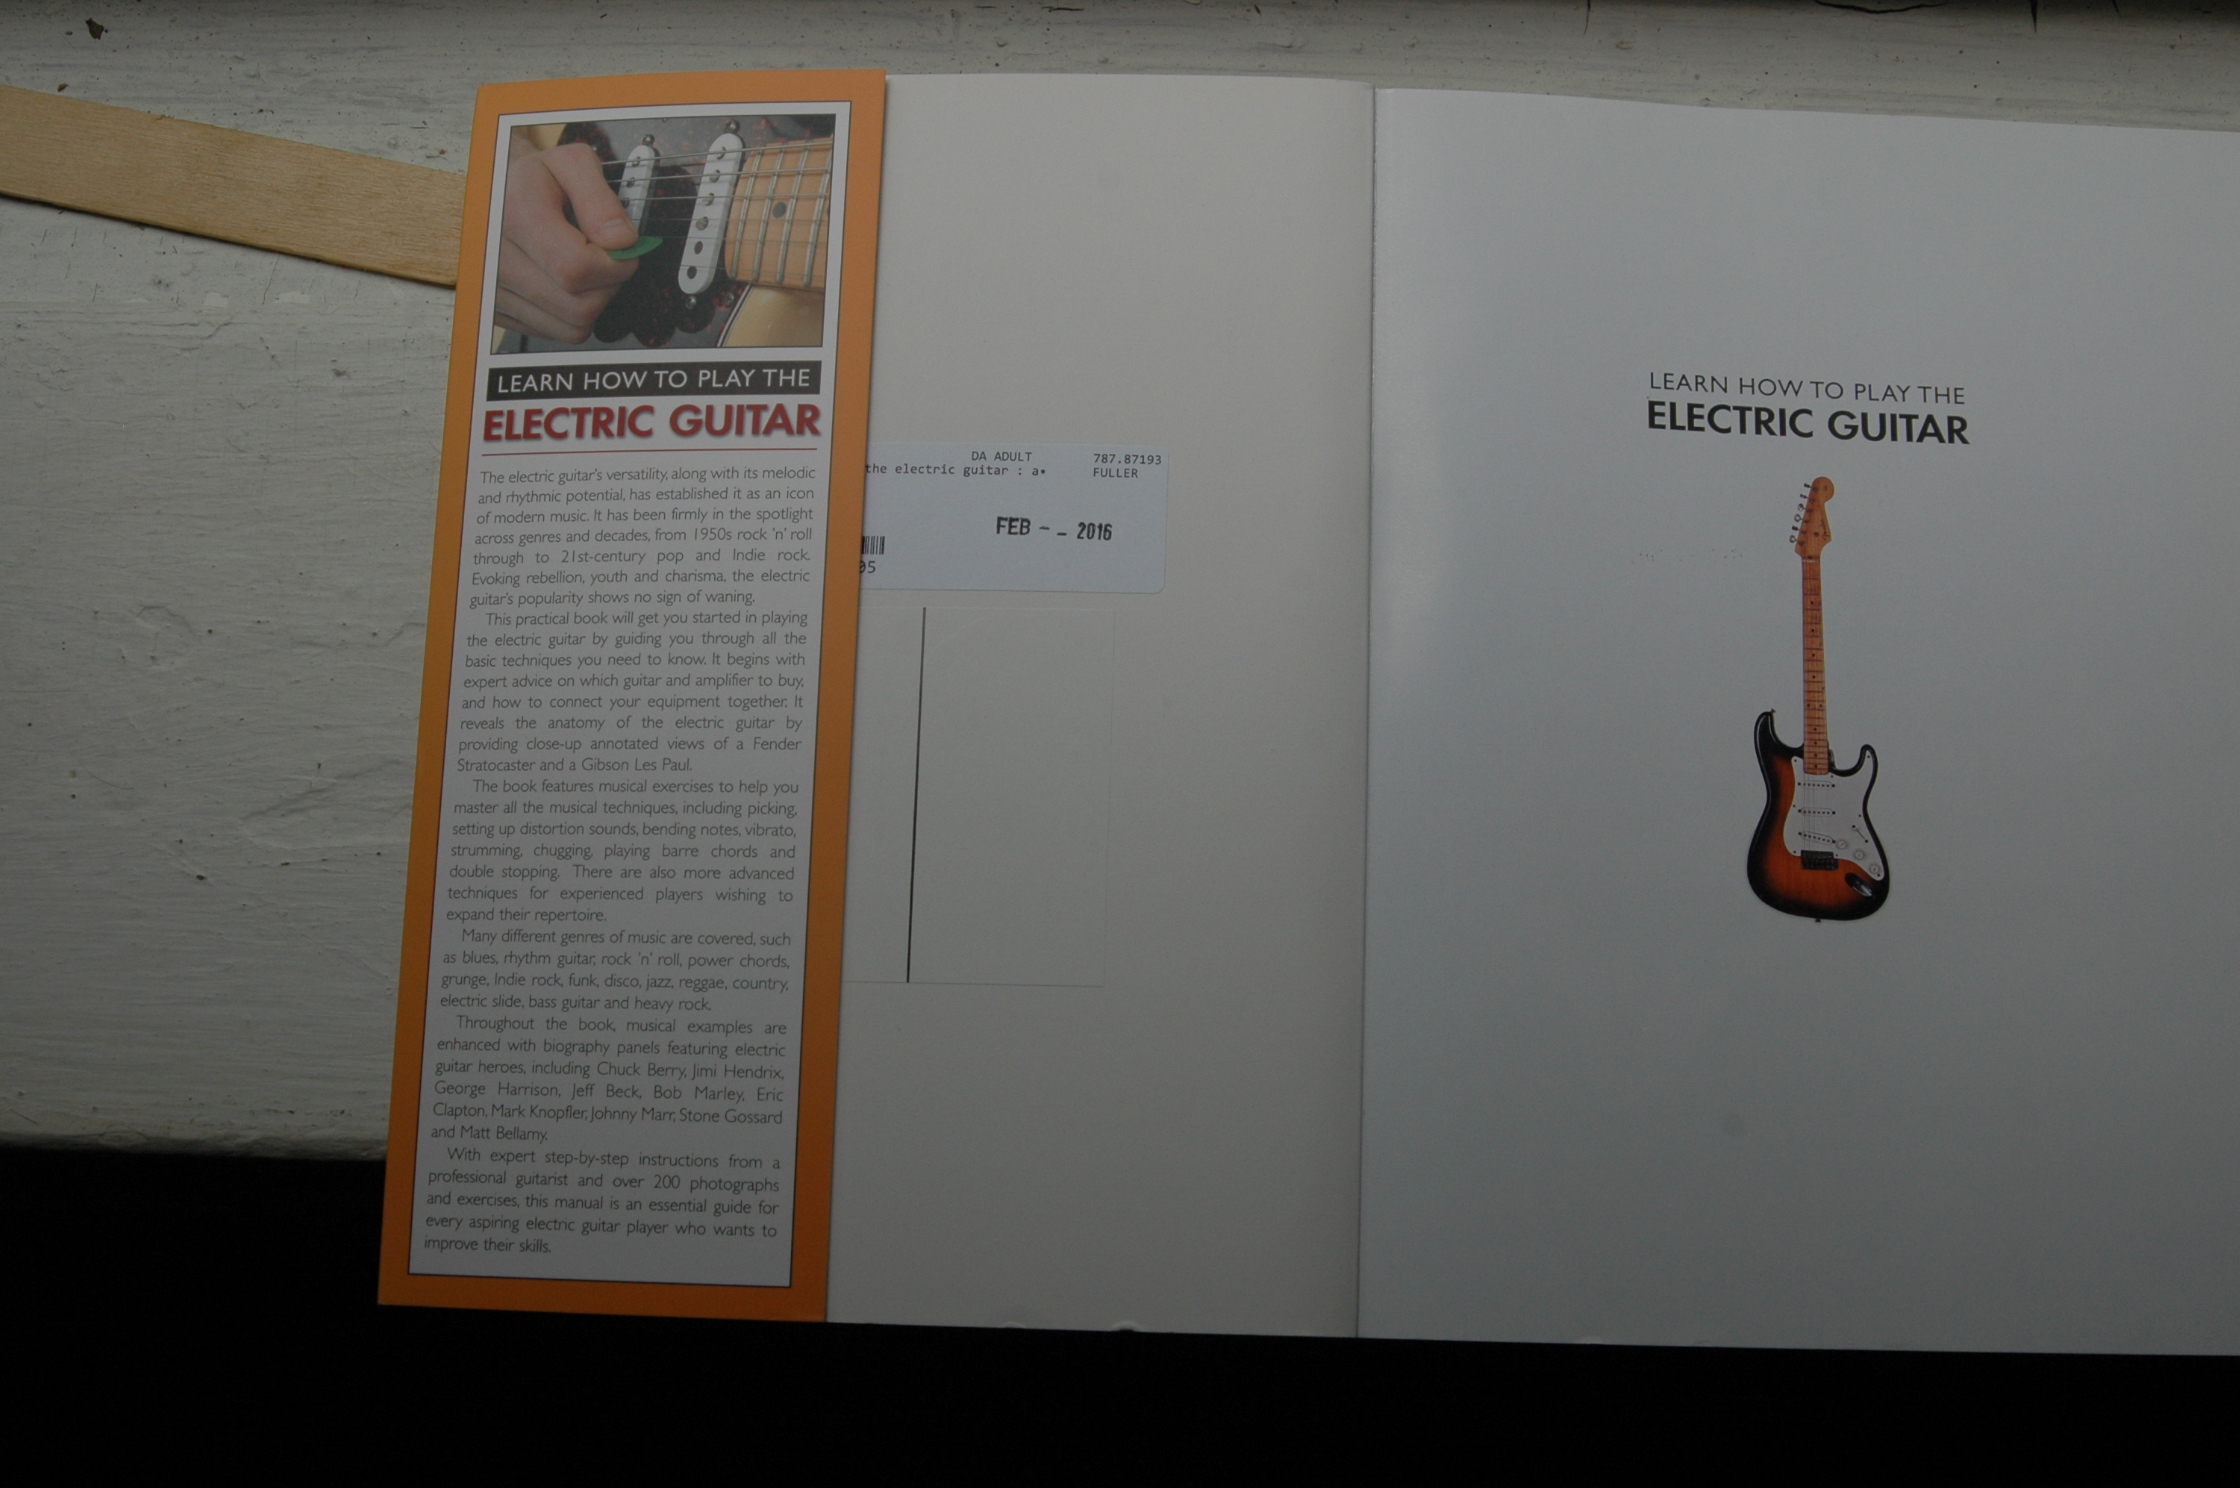 LEARN HOW TO PLAY THE
ELECTRIC GUITAR
The electric guitar's versatility, along with its melodic
and rhythmic potential, has established it as an icon
of modern music. It has been firmly in the spotlight
across genres and decades, from 1950s rock 'n' roll
through to 21st-century pop and Indie rock.
Evoking rebellion, youth and charisma, the electric
guitar's popularity shows no sign of waning.
This practical book will get you started in playing
the electric guitar by guiding you through all the
basic techniques you need to know. It begins with
expert advice on which guitar and amplifier to buy,
and how to connect your equipment together. It
reveals the anatomy of the electric guitar by
providing close-up annotated views of a Fender
Stratocaster and a Gibson Les Paul.
The book features musical exercises to help you
master all the musical techniques, including picking,
setting up distortion sounds, bending notes, vibrato,
strumming, chugging, playing barre chords and
double stopping. There are also more advanced
techniques for experienced players wishing to
expand their repertoire.
Many different genres of music are covered, such
as blues, rhythm guitar, rock 'n' roll, power chords,
grunge, Indie rock, funk, disco, jazz, reggae, country,
electric slide, bass guitar and heavy rock.
Throughout the book, musical examples are
enhanced with biography panels featuring electric
guitar heroes, including Chuck Berry, Jimi Hendrix,
George Harrison, Jeff Beck, Bob Marley, Eric
Clapton, Mark Knopfler, Johnny Marr, Stone Gossard
and Matt Bellamy.
With expert step-by-step instructions from a
professional guitarist and over 200 photographs
and exercises, this manual is an essential guide for
every aspiring electric guitar player who wants to
improve their skills.
DA ADULT 787.87193
the electric guitar : a• FULLER
FEB - - 2016
95
LEARN HOW TO PLAY THE
ELECTRIC GUITAR